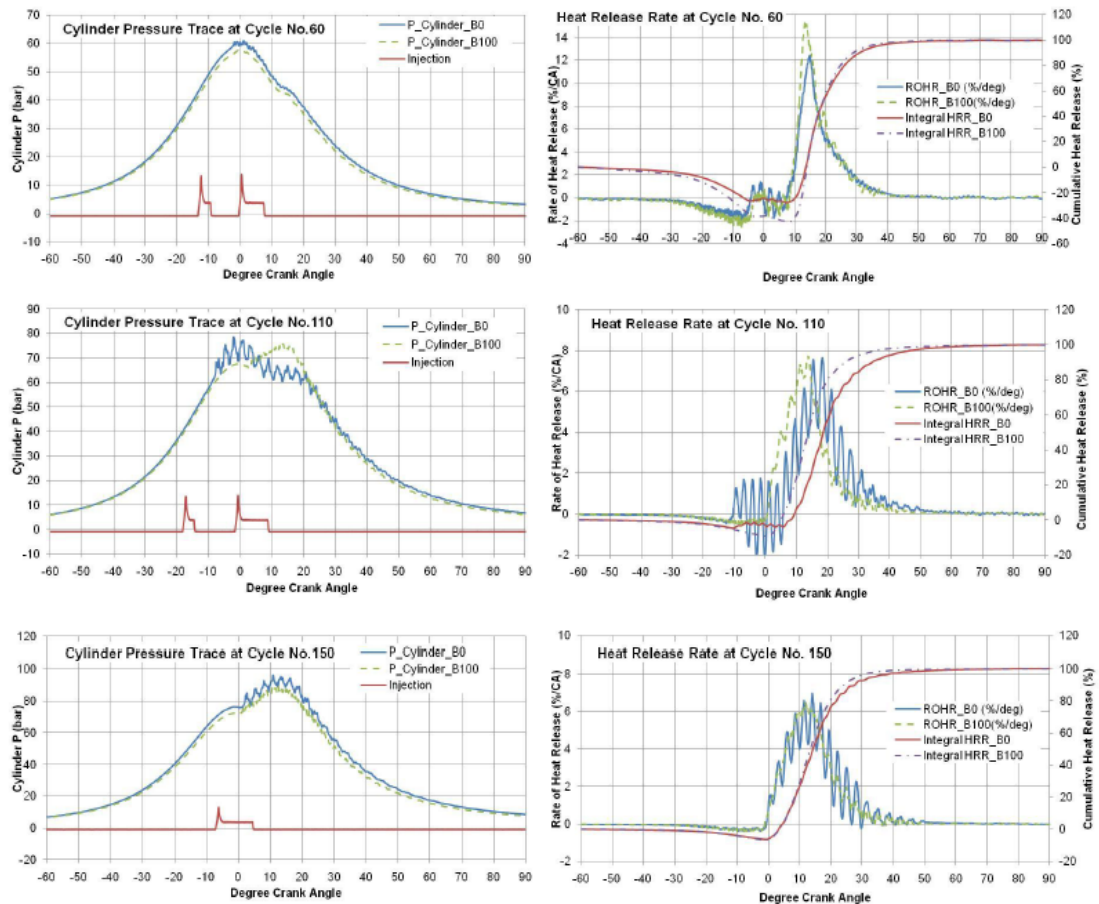 Cylinder Pressure Trace at Cycle No.60
P_Cylinder_B0
P_Cylinder_B100
Injection
Cylinder P (bar)
70
60
50
40
30
20
10
0
-10
-60 -50 -40 -30 -20 -10 0 10 20 30 40 50 60 70 80 90
Degree Crank Angle
Heat Release Rate at Cycle No. 60
ROHR_B0 (%/deg)
ROHR_B100(%/deg)
Integral HRR_B0
Integral HRR_B100
Rate of Heat Release (%/CA)
14
12
10
8
6
4
2
0
-2
-4
120
100
80
60
40
20
0
-20
-40
-60
Cumulative Heat Release (%)
-60 -50 -40 -30 -20 -10 0 10 20 30 40 50 60 70 80 90
Degree Crank Angle
Cylinder Pressure Trace at Cycle No.110
P_Cylinder_B0
P_Cylinder_B100
Injection
Cylinder P (bar)
90
80
70
60
50
40
30
20
10
0
-10
-60 -50 -40 -30 -20 -10 0 10 20 30 40 50 60 70 80 90
Degree Crank Angle
Heat Release Rate at Cycle No. 110
ROHR_B0 (%/deg)
ROHR_B100(%/deg)
Integral HRR_B0
Integral HRR_B100
Rate of Heat Release (%/CA)
10
8
6
4
2
0
-2
120
100
80
60
40
20
0
-20
Cumulative Heat Release (%)
-60 -50 -40 -30 -20 -10 0 10 20 30 40 50 60 70 80 90
Degree Crank Angle
Cylinder Pressure Trace at Cycle No.150
P_Cylinder_B0
P_Cylinder_B100
Injection
Cylinder P (bar)
120
100
80
60
40
20
0
-20
-60 -50 -40 -30 -20 -10 0 10 20 30 40 50 60 70 80 90
Degree Crank Angle
Heat Release Rate at Cycle No. 150
ROHR_B0 (%/deg)
ROHR_B100(%/deg)
Integral HRR_B0
Integral HRR_B100
Rate of Heat Release (%/CA)
10
8
6
4
2
0
-2
120
100
80
60
40
20
0
-20
Cumulative Heat Release (%)
-60 -50 -40 -30 -20 -10 0 10 20 30 40 50 60 70 80 90
Degree Crank Angle